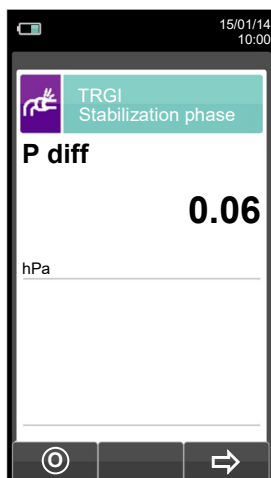 15/01/14
10:00
TRGI
Stabilization phase
P diff
0.06
hPa